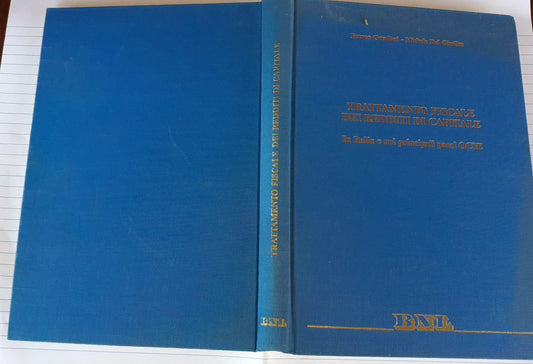 TRATTAMENTO FISCALE DEI REDDITI DI CAPITALE
BNL
TRATTAMENTO FISCALE
DEI REDDITI DI CAPITALE
In Italia e nei principali paesi OCSE
BNL